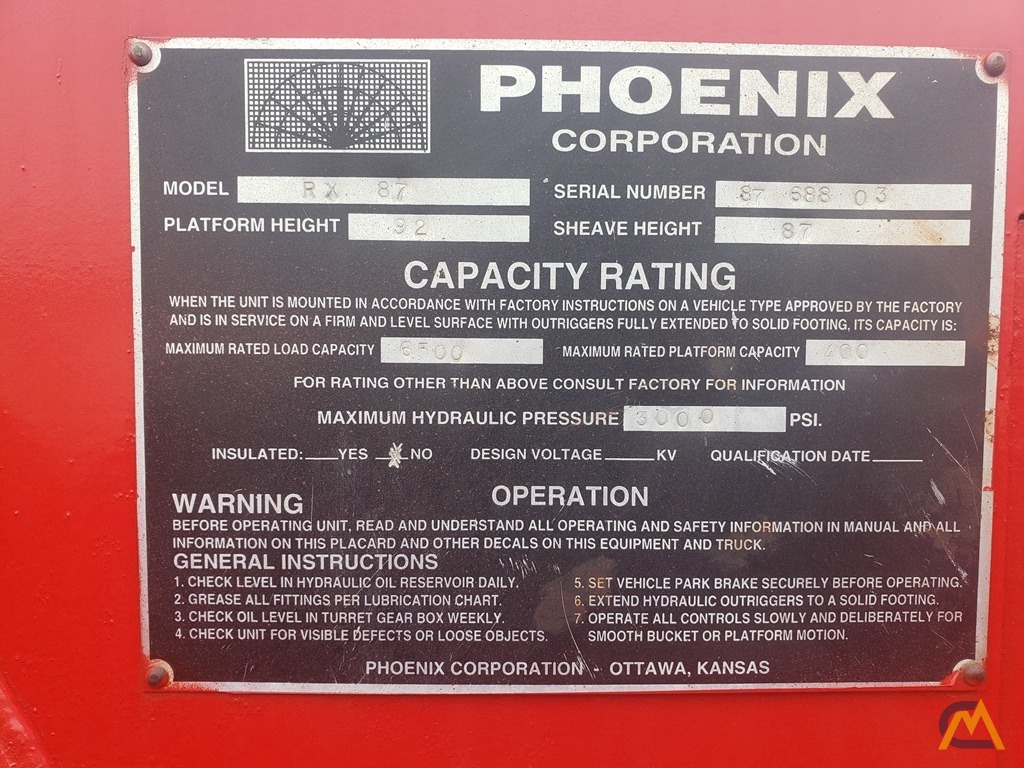 PHOENIX
CORPORATION
MODEL RX 87 SERIAL NUMBER 87 688 03
PLATFORM HEIGHT 92 SHEAVE HEIGHT 87
CAPACITY RATING
WHEN THE UNIT IS MOUNTED IN ACCORDANCE WITH FACTORY INSTRUCTIONS ON A VEHICLE TYPE APPROVED BY THE FACTORY
AND IS IN SERVICE ON A FIRM AND LEVEL SURFACE WITH OUTRIGGERS FULLY EXTENDED TO SOLID FOOTING, ITS CAPACITY IS:
MAXIMUM RATED LOAD CAPACITY 6500 MAXIMUM RATED PLATFORM CAPACITY 400
FOR RATING OTHER THAN ABOVE CONSULT FACTORY FOR INFORMATION
MAXIMUM HYDRAULIC PRESSURE 3000 PSI.
INSULATED: ___ YES _X_ NO DESIGN VOLTAGE ______ KV QUALIFICATION DATE ______
OPERATION
WARNING
BEFORE OPERATING UNIT, READ AND UNDERSTAND ALL OPERATING AND SAFETY INFORMATION IN MANUAL AND ALL
INFORMATION ON THIS PLACARD AND OTHER DECALS ON THIS EQUIPMENT AND TRUCK.
GENERAL INSTRUCTIONS
1. CHECK LEVEL IN HYDRAULIC OIL RESERVOIR DAILY.
2. GREASE ALL FITTINGS PER LUBRICATION CHART.
3. CHECK OIL LEVEL IN TURRET GEAR BOX WEEKLY.
4. CHECK UNIT FOR VISIBLE DEFECTS OR LOOSE OBJECTS.
5. SET VEHICLE PARK BRAKE SECURELY BEFORE OPERATING.
6. EXTEND HYDRAULIC OUTRIGGERS TO A SOLID FOOTING.
7. OPERATE ALL CONTROLS SLOWLY AND DELIBERATELY FOR
SMOOTH BUCKET OR PLATFORM MOTION.
PHOENIX CORPORATION - OTTAWA, KANSAS